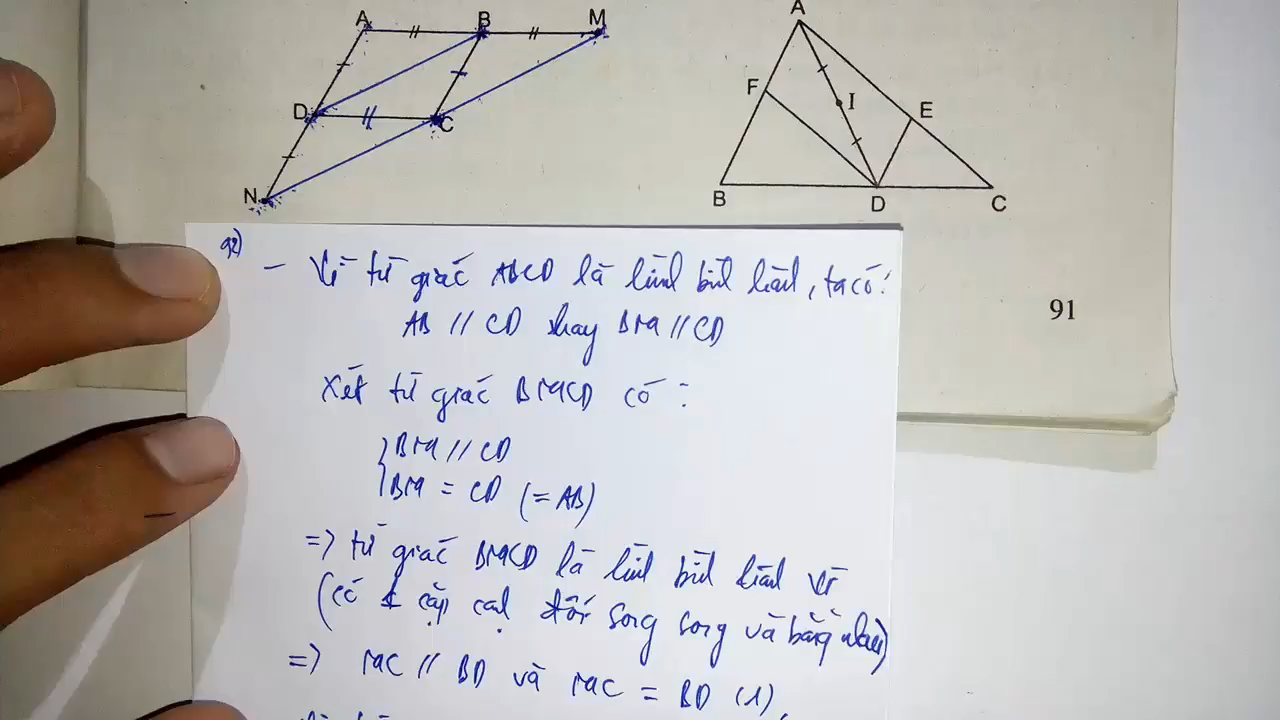 A B M
D C
N
A
F I E
B D C
91
92)
- Vì tứ giác ABCD là hình bình hành, ta có:
AB // CD hay BM // CD
Xét tứ giác BMCD có:
BM // CD
BM = CD (= AB)
=> tứ giác BMCD là hình bình hành vì
(có 1 cặp cạnh đối song song và bằng nhau)
=> MC // BD và MC = BD (1)